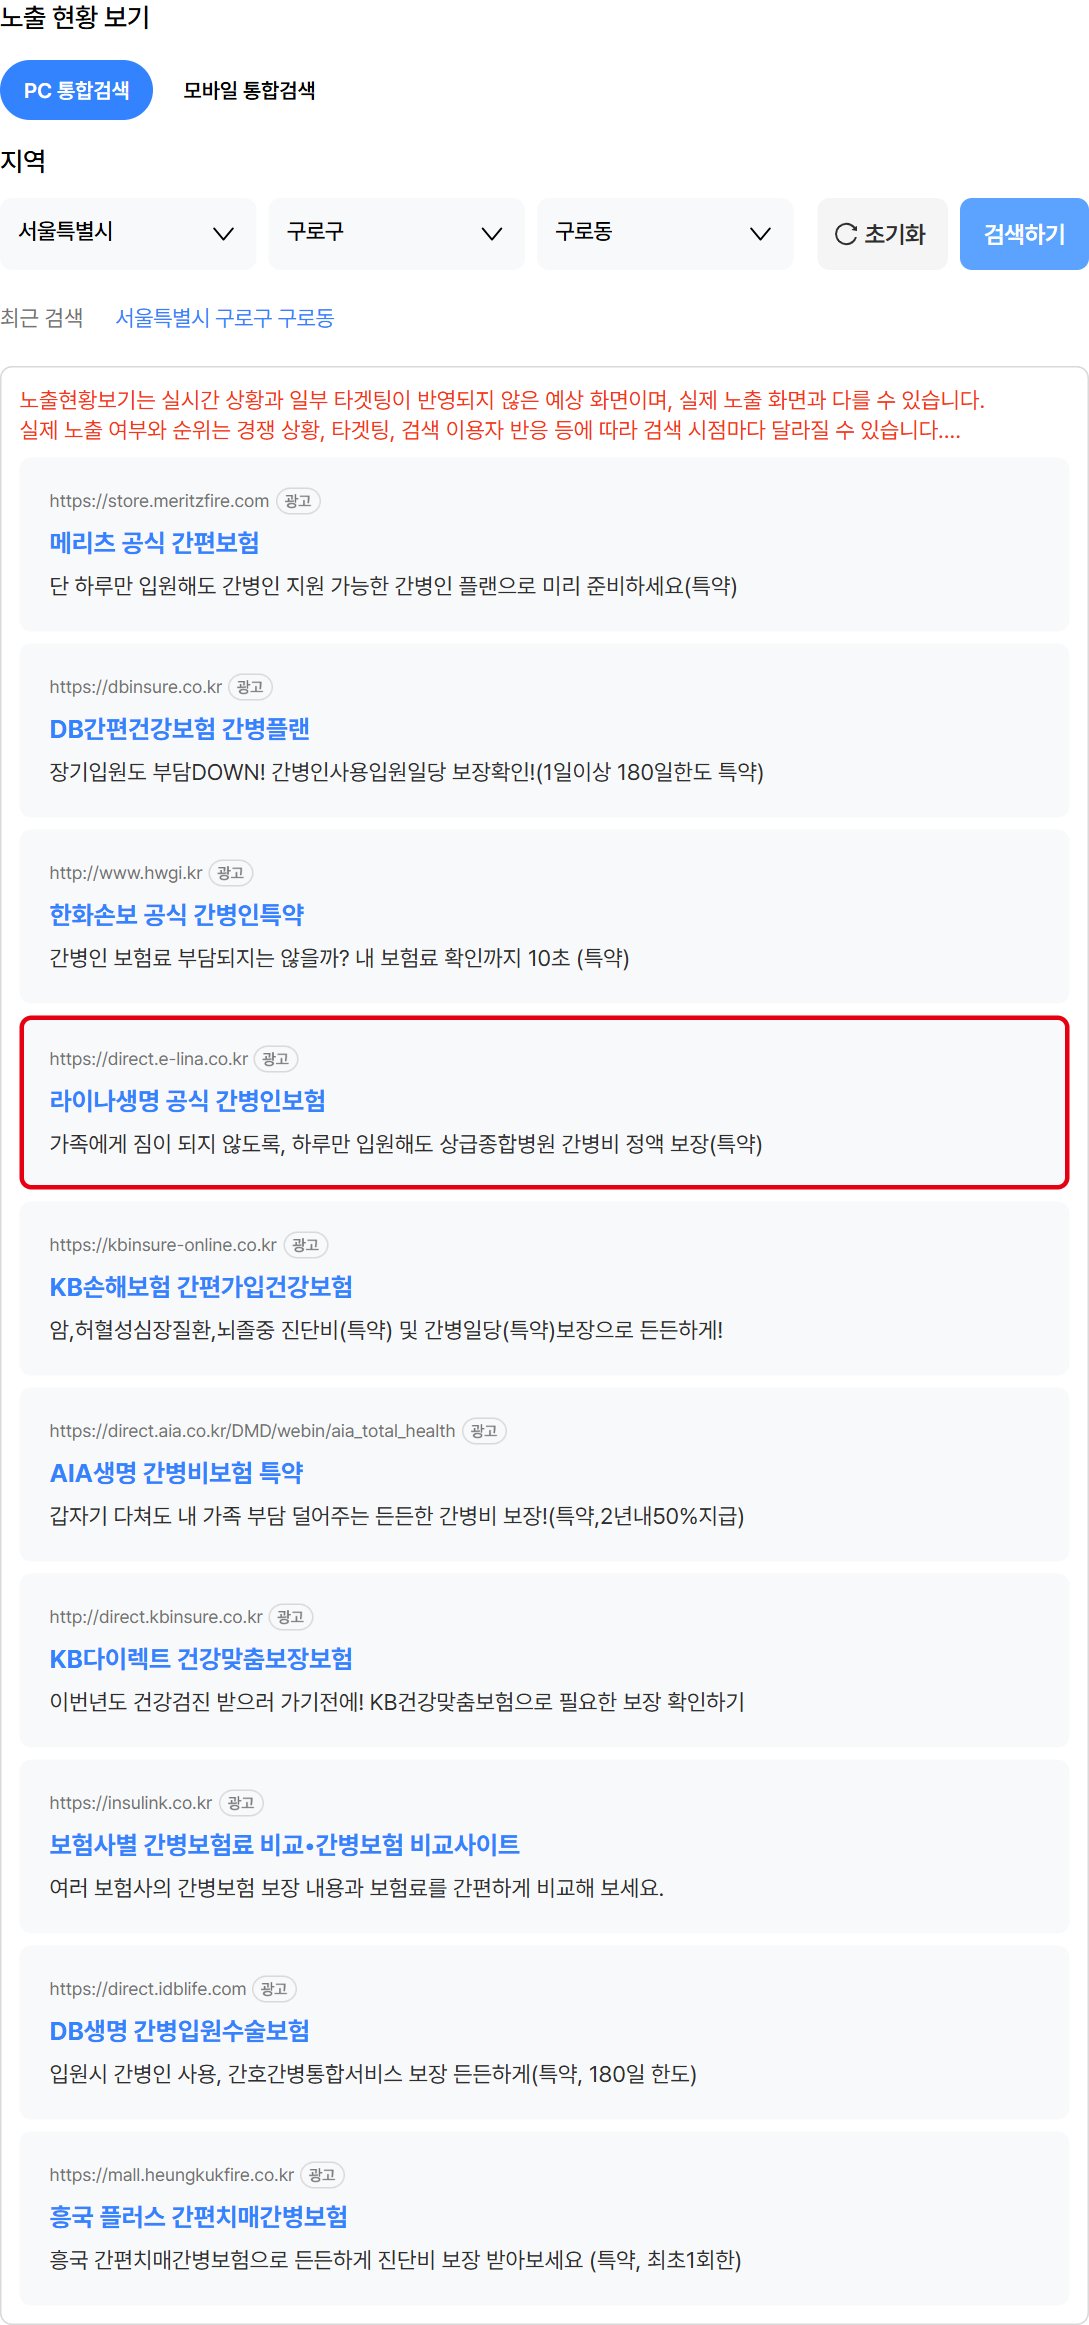 노출 현황 보기
PC 통합검색
모바일 통합검색
지역
서울특별시
구로구
구로동
초기화
검색하기
최근 검색
서울특별시 구로구 구로동
노출현황보기는 실시간 상황과 일부 타겟팅이 반영되지 않은 예상 화면이며, 실제 노출 화면과 다를 수 있습니다.
실제 노출 여부와 순위는 경쟁 상황, 타겟팅, 검색 이용자 반응 등에 따라 검색 시점마다 달라질 수 있습니다....
https://store.meritzfire.com 광고
메리츠 공식 간편보험
단 하루만 입원해도 간병인 지원 가능한 간병인 플랜으로 미리 준비하세요(특약)
https://dbinsure.co.kr 광고
DB간편건강보험 간병플랜
장기입원도 부담DOWN! 간병인사용입원일당 보장확인!(1일이상 180일한도 특약)
http://www.hwgi.kr 광고
한화손보 공식 간병인특약
간병인 보험료 부담되지는 않을까? 내 보험료 확인까지 10초 (특약)
https://direct.e-lina.co.kr 광고
라이나생명 공식 간병인보험
가족에게 짐이 되지 않도록, 하루만 입원해도 상급종합병원 간병비 정액 보장(특약)
https://kbinsure-online.co.kr 광고
KB손해보험 간편가입건강보험
암,허혈성심장질환,뇌졸중 진단비(특약) 및 간병일당(특약)보장으로 든든하게!
https://direct.aia.co.kr/DMD/webin/aia_total_health 광고
AIA생명 간병비보험 특약
갑자기 다쳐도 내 가족 부담 덜어주는 든든한 간병비 보장!(특약,2년내50%지급)
http://direct.kbinsure.co.kr 광고
KB다이렉트 건강맞춤보장보험
이번년도 건강검진 받으러 가기전에! KB건강맞춤보험으로 필요한 보장 확인하기
https://insulink.co.kr 광고
보험사별 간병보험료 비교•간병보험 비교사이트
여러 보험사의 간병보험 보장 내용과 보험료를 간편하게 비교해 보세요.
https://direct.idblife.com 광고
DB생명 간병입원수술보험
입원시 간병인 사용, 간호간병통합서비스 보장 든든하게(특약, 180일 한도)
https://mall.heungkukfire.co.kr 광고
흥국 플러스 간편치매간병보험
흥국 간편치매간병보험으로 든든하게 진단비 보장 받아보세요 (특약, 최초1회한)